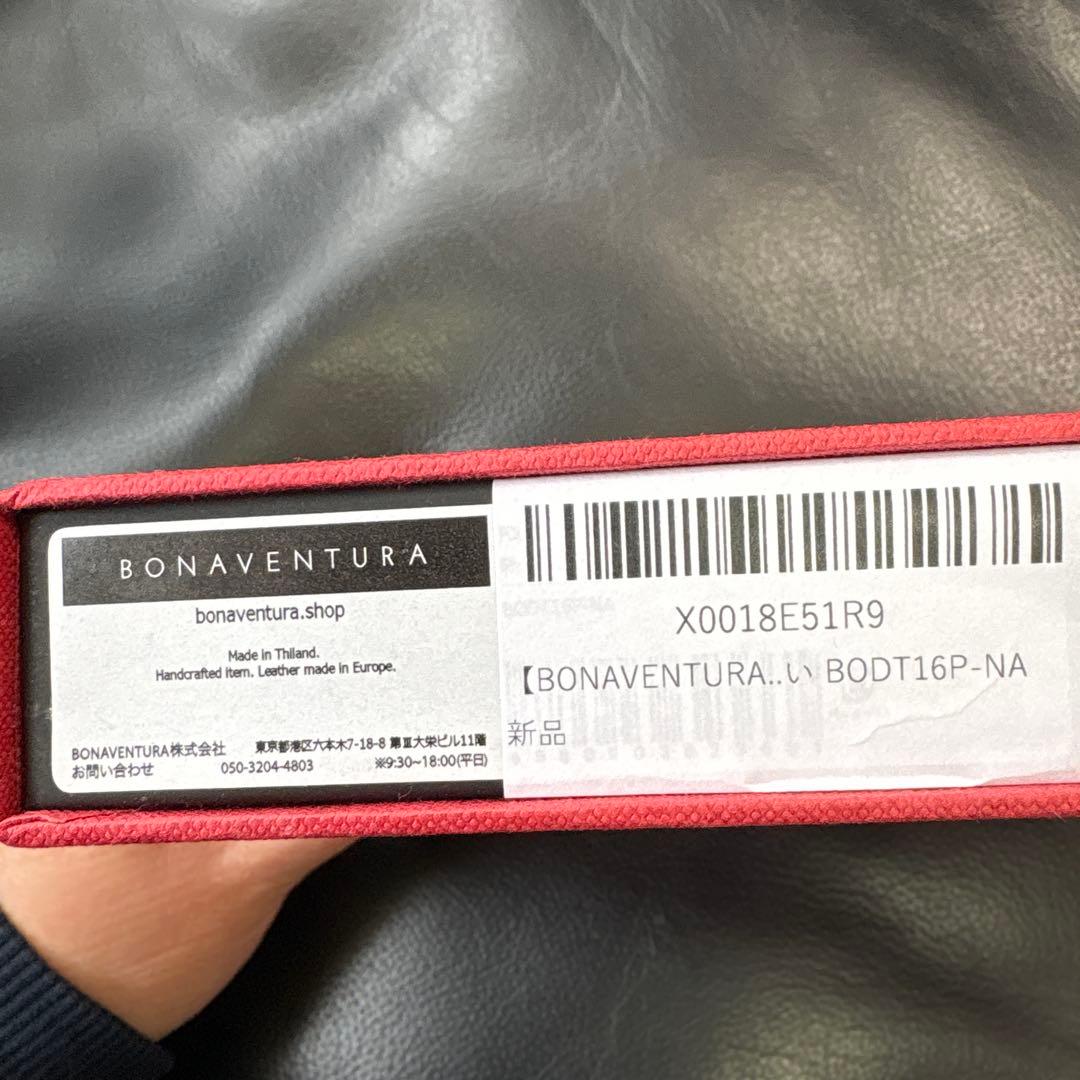 BONAVENTURA
bonaventura.shop
Made in Thiland.
Handcrafted item. Leather made in Europe.
BONAVENTURA株式会社 東京都港区六本木7-18-8 第Ⅲ大栄ビル11階
お問い合わせ 050-3204-4803 ※9:30~18:00(平日)
X0018E51R9
【BONAVENTURA..い BODT16P-NA
新品